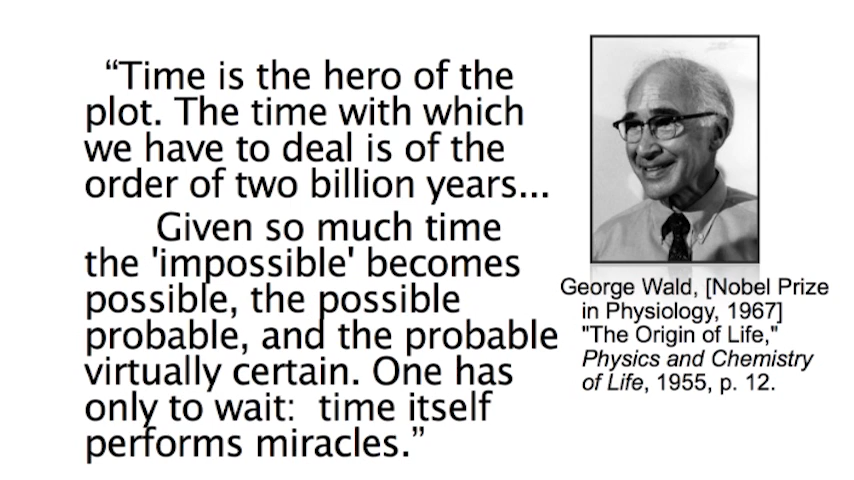 “Time is the hero of the
plot. The time with which
we have to deal is of the
order of two billion years...
Given so much time
the 'impossible' becomes
possible, the possible
probable, and the probable
virtually certain. One has
only to wait:  time itself
performs miracles.”
George Wald, [Nobel Prize
in Physiology, 1967]
"The Origin of Life,"
Physics and Chemistry
of Life, 1955, p. 12.